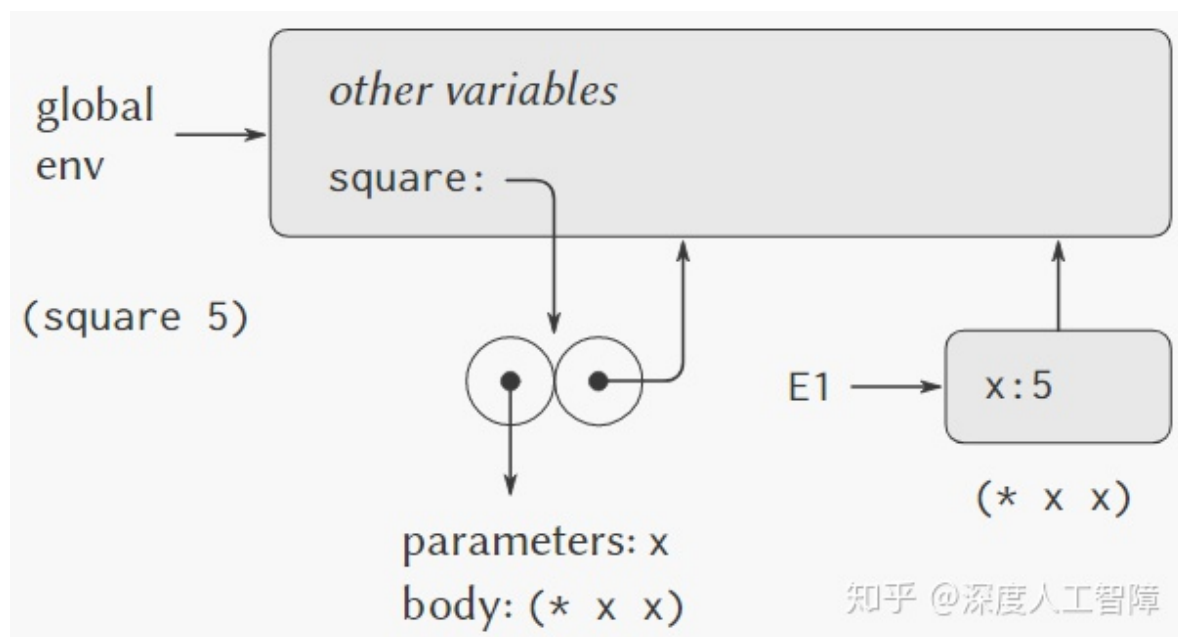 global
env
other variables
square:
(square 5)
E1
x:5
(* x x)
parameters: x
body: (* x x)
知乎 @深度人工智障